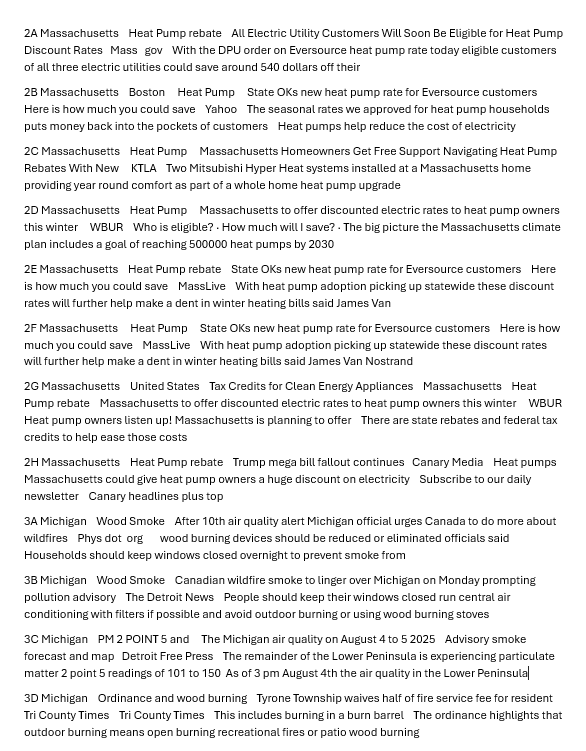 2A Massachusetts Heat Pump rebate All Electric Utility Customers Will Soon Be Eligible for Heat Pump
Discount Rates Mass gov With the DPU order on Eversource heat pump rate today eligible customers
of all three electric utilities could save around 540 dollars off their
2B Massachusetts Boston Heat Pump State OKs new heat pump rate for Eversource customers
Here is how much you could save Yahoo The seasonal rates we approved for heat pump households
puts money back into the pockets of customers Heat pumps help reduce the cost of electricity
2C Massachusetts Heat Pump Massachusetts Homeowners Get Free Support Navigating Heat Pump
Rebates With New KTLA Two Mitsubishi Hyper Heat systems installed at a Massachusetts home
providing year round comfort as part of a whole home heat pump upgrade
2D Massachusetts Heat Pump Massachusetts to offer discounted electric rates to heat pump owners
this winter WBUR Who is eligible? · How much will I save? · The big picture the Massachusetts climate
plan includes a goal of reaching 500000 heat pumps by 2030
2E Massachusetts Heat Pump rebate State OKs new heat pump rate for Eversource customers Here
is how much you could save MassLive With heat pump adoption picking up statewide these discount
rates will further help make a dent in winter heating bills said James Van
2F Massachusetts Heat Pump State OKs new heat pump rate for Eversource customers Here is how
much you could save MassLive With heat pump adoption picking up statewide these discount rates
will further help make a dent in winter heating bills said James Van Nostrand
2G Massachusetts United States Tax Credits for Clean Energy Appliances Massachusetts Heat
Pump rebate Massachusetts to offer discounted electric rates to heat pump owners this winter WBUR
Heat pump owners listen up! Massachusetts is planning to offer There are state rebates and federal tax
credits to help ease those costs
2H Massachusetts Heat Pump rebate Trump mega bill fallout continues Canary Media Heat pumps
Massachusetts could give heat pump owners a huge discount on electricity Subscribe to our daily
newsletter Canary headlines plus top
3A Michigan Wood Smoke After 10th air quality alert Michigan official urges Canada to do more about
wildfires Phys dot org wood burning devices should be reduced or eliminated officials said
Households should keep windows closed overnight to prevent smoke from
3B Michigan Wood Smoke Canadian wildfire smoke to linger over Michigan on Monday prompting
pollution advisory The Detroit News People should keep their windows closed run central air
conditioning with filters if possible and avoid outdoor burning or using wood burning stoves
3C Michigan PM 2 POINT 5 and The Michigan air quality on August 4 to 5 2025 Advisory smoke
forecast and map Detroit Free Press The remainder of the Lower Peninsula is experiencing particulate
matter 2 point 5 readings of 101 to 150 As of 3 pm August 4th the air quality in the Lower Peninsula
3D Michigan Ordinance and wood burning Tyrone Township waives half of fire service fee for resident
Tri County Times Tri County Times This includes burning in a burn barrel The ordinance highlights that
outdoor burning means open burning recreational fires or patio wood burning